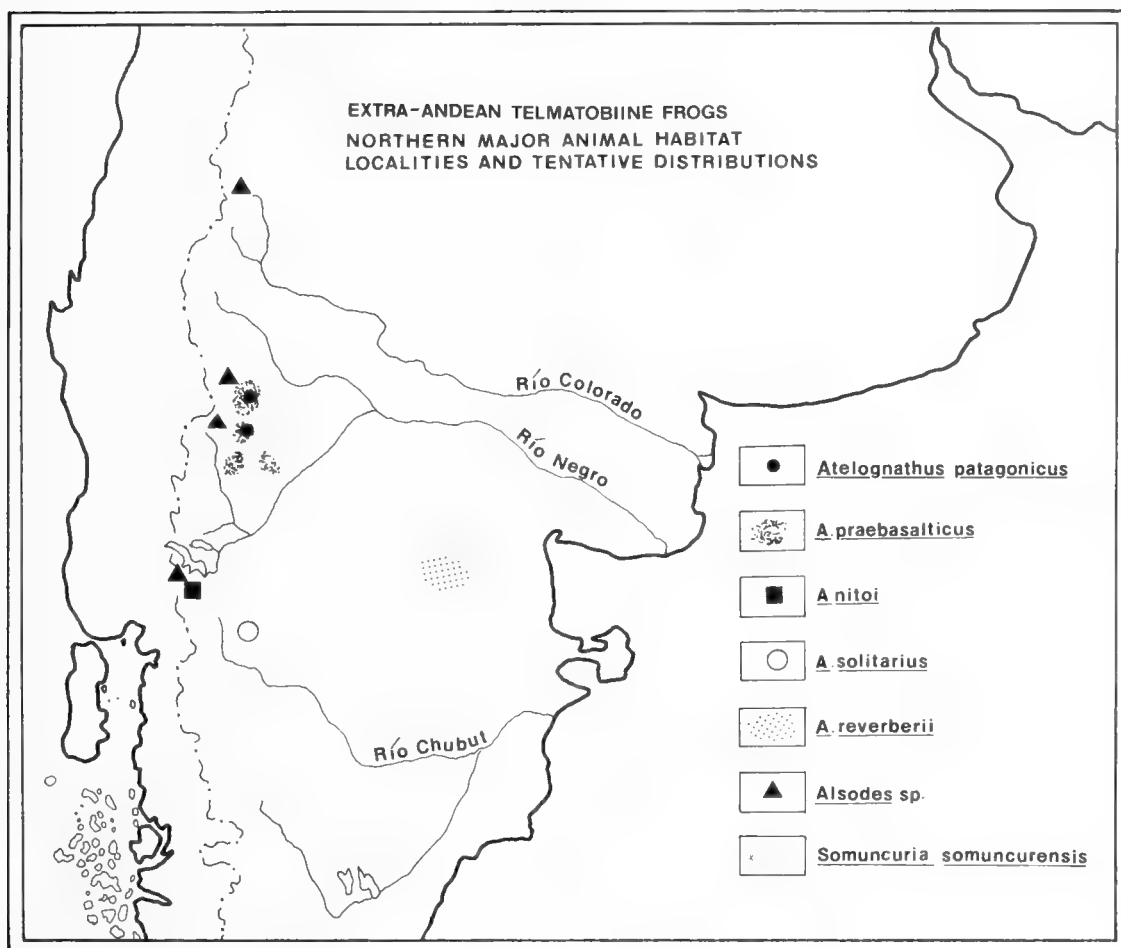 EXTRA-ANDEAN TELMATOBIINE FROGS
NORTHERN MAJOR ANIMAL HABITAT
LOCALITIES AND TENTATIVE DISTRIBUTIONS
Río Colorado
Río Negro
Río Chubut
Atelognathus patagonicus
A. praebasalticus
A nitoi
A. solitarius
A. reverberii
Alsodes sp.
Somuncuria somuncurensis